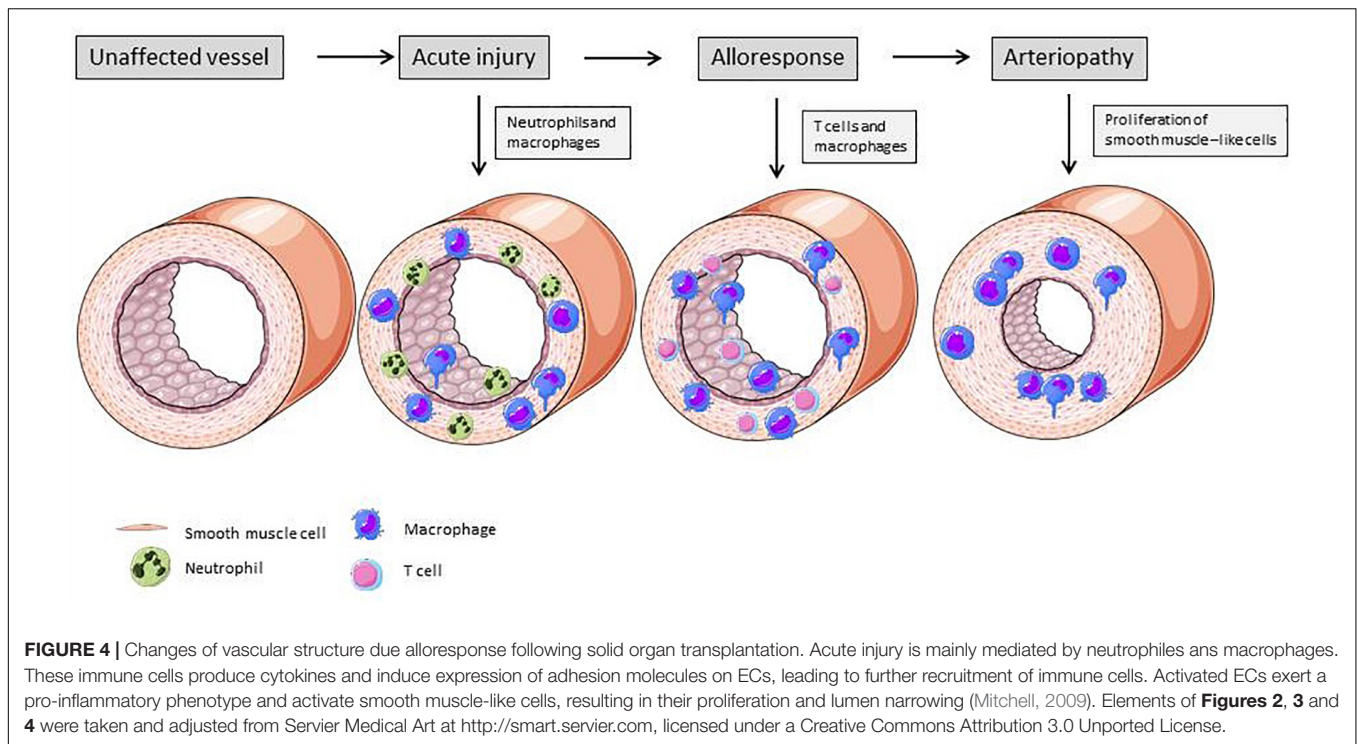 Unaffected vessel
Acute injury
Alloresponse
Arteriopathy
Neutrophils and
macrophages
T cells and
macrophages
Proliferation of
smooth muscle–like cells
Smooth muscle cell
Macrophage
Neutrophil
T cell
FIGURE 4 | Changes of vascular structure due alloresponse following solid organ transplantation. Acute injury is mainly mediated by neutrophiles ans macrophages.
These immune cells produce cytokines and induce expression of adhesion molecules on ECs, leading to further recruitment of immune cells. Activated ECs exert a
pro-inflammatory phenotype and activate smooth muscle-like cells, resulting in their proliferation and lumen narrowing (Mitchell, 2009). Elements of Figures 2, 3 and
4 were taken and adjusted from Servier Medical Art at http://smart.servier.com, licensed under a Creative Commons Attribution 3.0 Unported License.